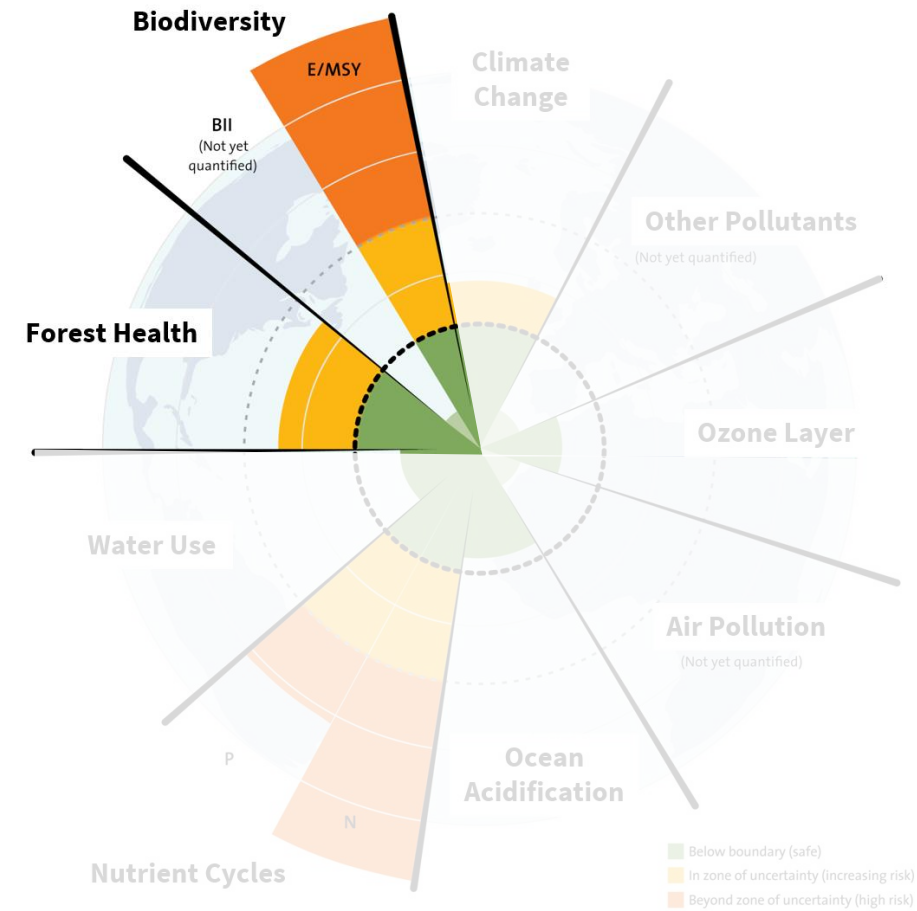 Biodiversity
E/MSY
Climate
Change
BII
(Not yet
quantified)
Other Pollutants
(Not yet quantified)
Forest Health
Ozone Layer
Water Use
Air Pollution
(Not yet quantified)
P
Ocean
Acidification
N
Nutrient Cycles
Below boundary (safe)
In zone of uncertainty (increasing risk)
Beyond zone of uncertainty (high risk)